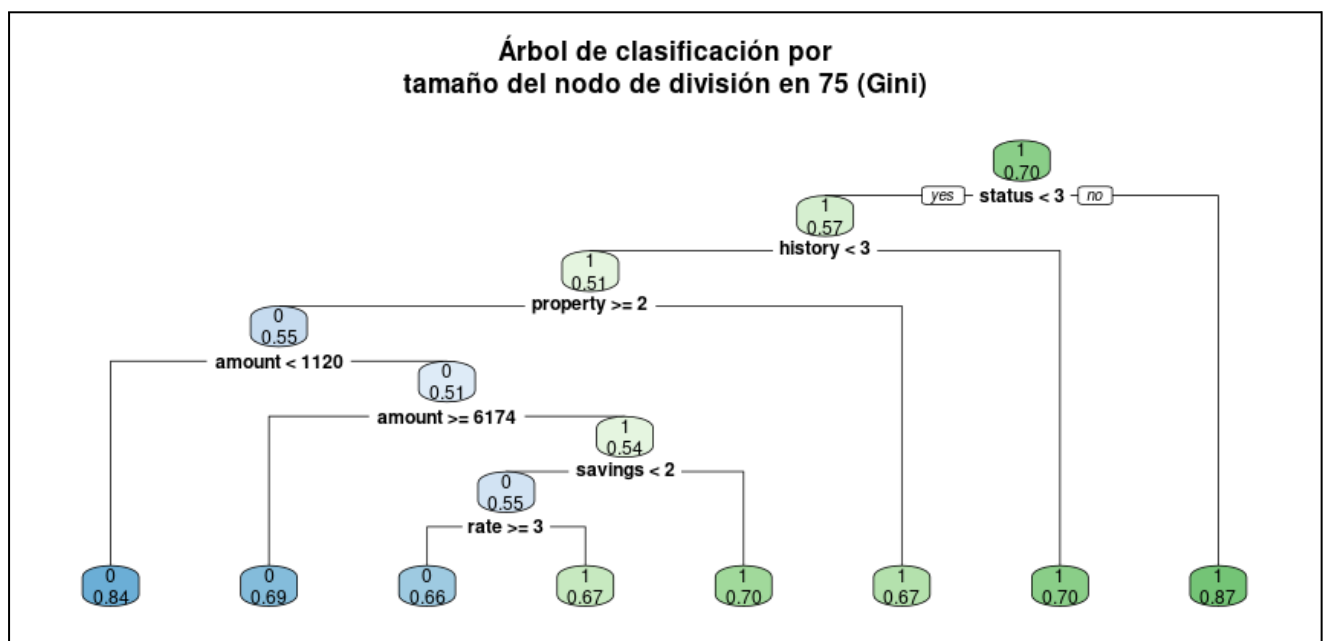 Árbol de clasificación por
tamaño del nodo de división en 75 (Gini)
1
0.70
yes status < 3 no
1
0.57
history < 3
1
0.51
property >= 2
0
0.55
amount < 1120
0
0.51
amount >= 6174
1
0.54
savings < 2
0
0.55
rate >= 3
0 0 0 1 1 1 1 1
0.84 0.69 0.66 0.67 0.70 0.67 0.70 0.87